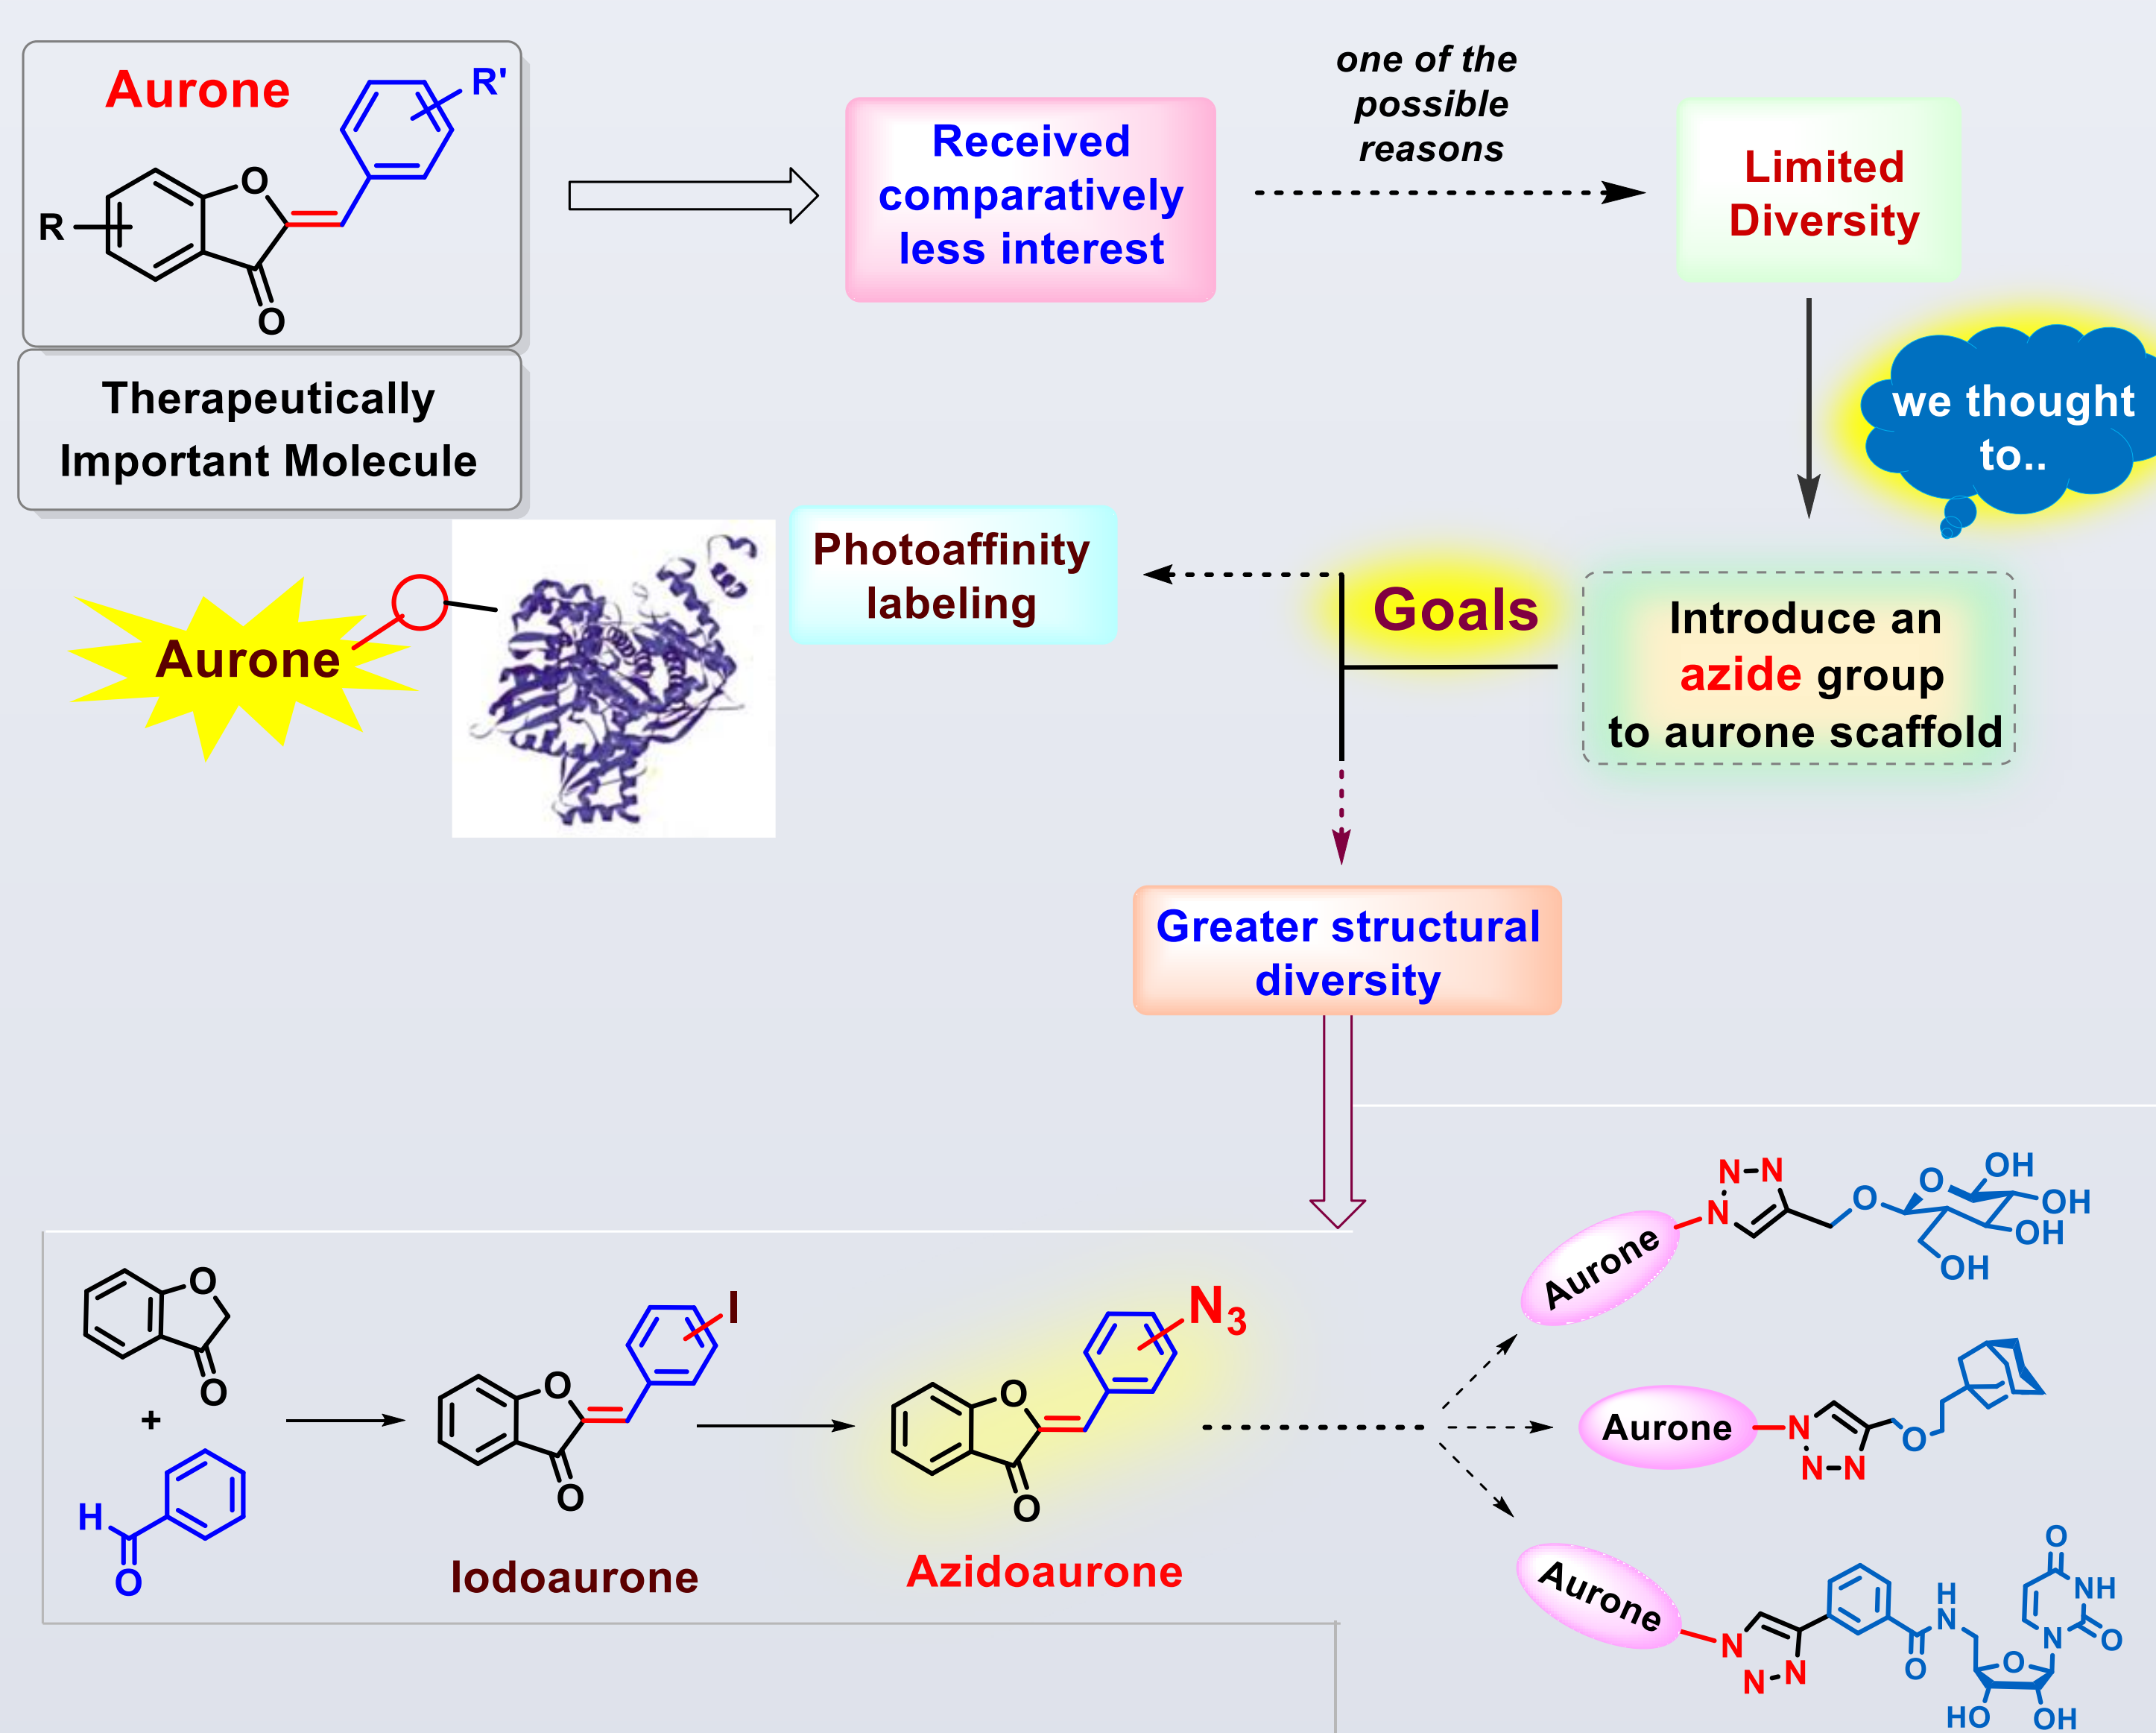 Aurone
R'
O
R
O
Therapeutically
Important Molecule
Received
comparatively
less interest
one of the
possible
reasons
Limited
Diversity
we thought
to..
Introduce an
azide group
to aurone scaffold
Goals
Photoaffinity
labeling
Aurone
Greater structural
diversity
O
O
+
H
O
I
O
O
Iodoaurone
N3
O
O
Azidoaurone
Aurone
N
N
N
O
O
OH
OH
OH
OH
Aurone
N
N
N
O
Aurone
N
N
N
O
H
N
O
NH
O
N
O
HO
OH